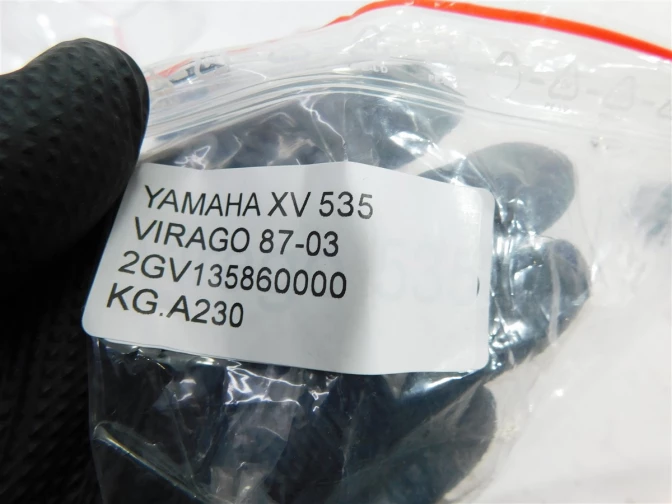 YAMAHA XV 535
VIRAGO 87-03
2GV135860000
KG.A230